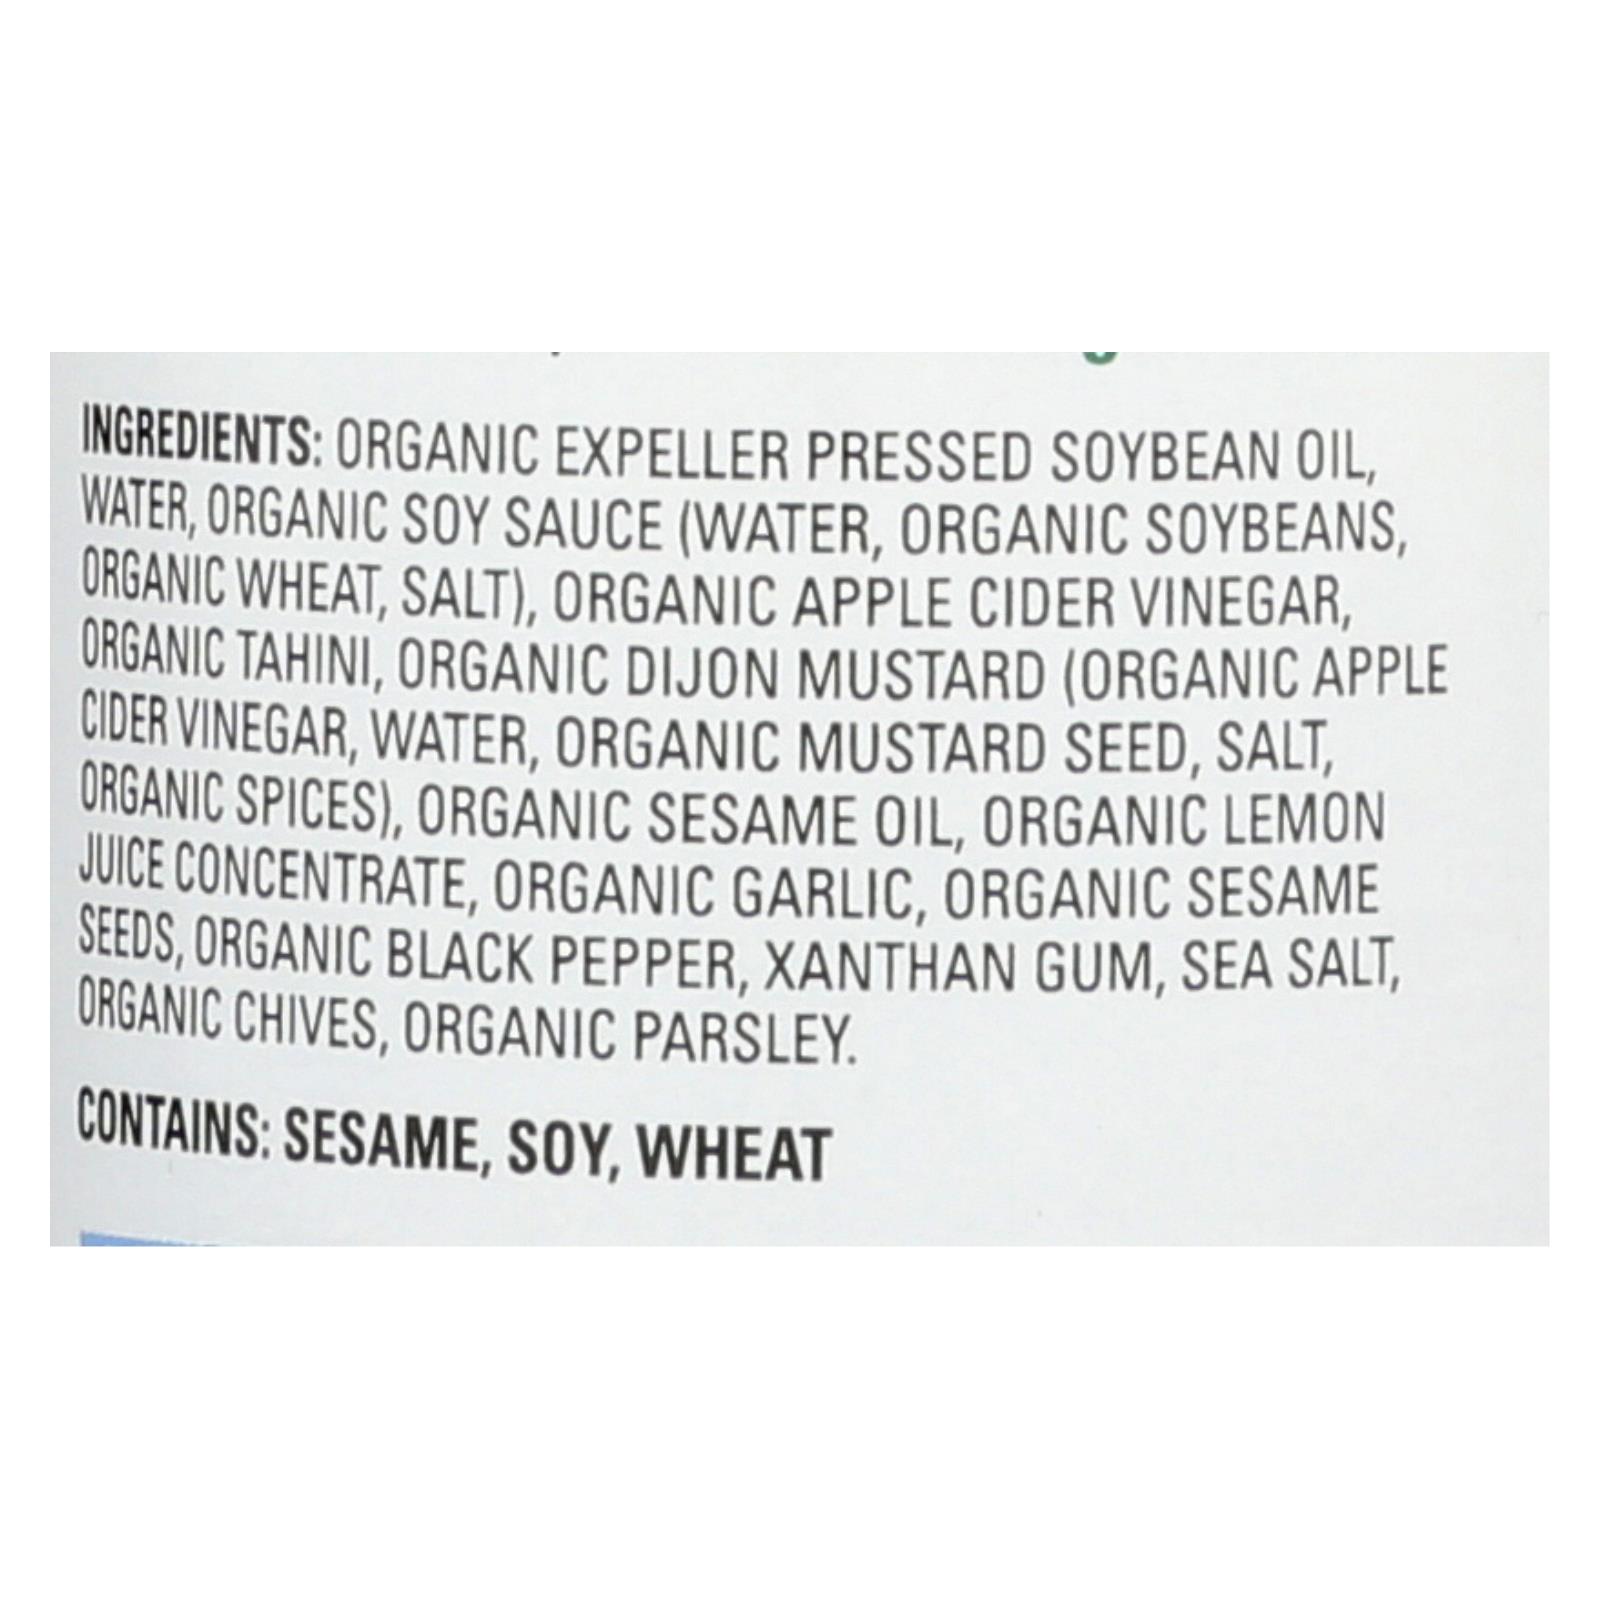 INGREDIENTS: ORGANIC EXPELLER PRESSED SOYBEAN OIL,
WATER, ORGANIC SOY SAUCE (WATER, ORGANIC SOYBEANS,
ORGANIC WHEAT, SALT), ORGANIC APPLE CIDER VINEGAR,
ORGANIC TAHINI, ORGANIC DIJON MUSTARD (ORGANIC APPLE
CIDER VINEGAR, WATER, ORGANIC MUSTARD SEED, SALT,
ORGANIC SPICES), ORGANIC SESAME OIL, ORGANIC LEMON
JUICE CONCENTRATE, ORGANIC GARLIC, ORGANIC SESAME
SEEDS, ORGANIC BLACK PEPPER, XANTHAN GUM, SEA SALT,
ORGANIC CHIVES, ORGANIC PARSLEY.
CONTAINS: SESAME, SOY, WHEAT